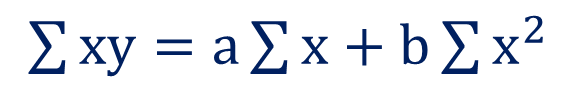 ∑ xy = a ∑ x + b ∑ x²